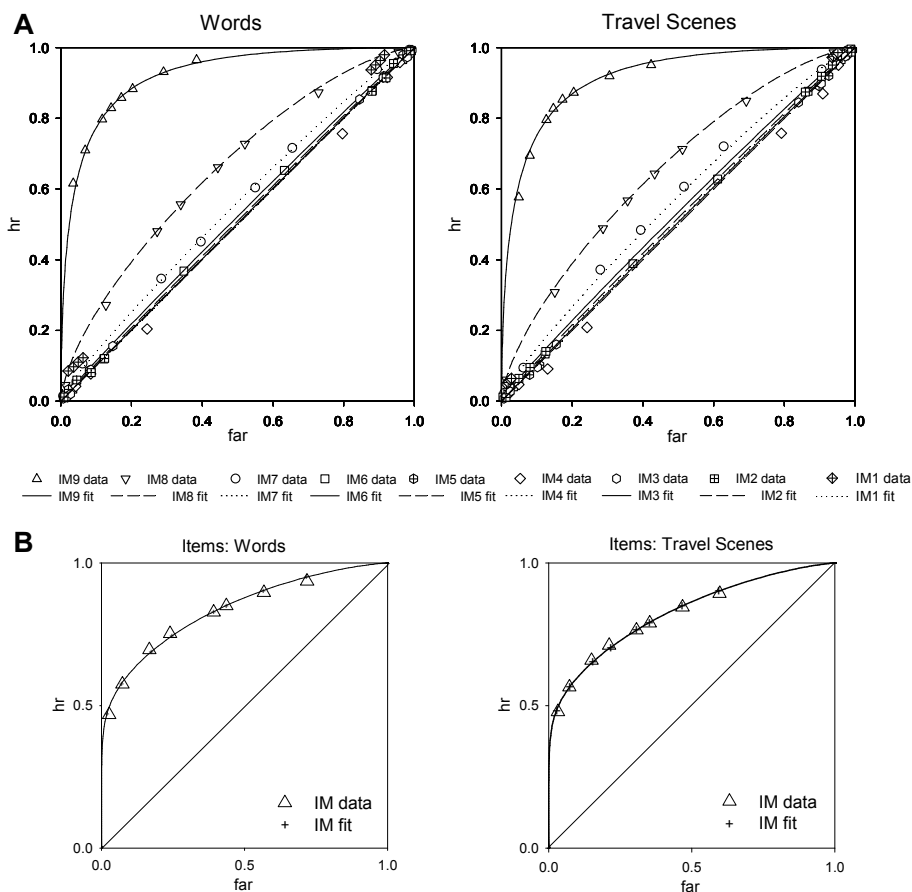 A
Words
Travel Scenes
1.0
0.8
0.6
0.4
0.2
0.0
hr
0.0 0.2 0.4 0.6 0.8 1.0
far
1.0
0.8
0.6
0.4
0.2
0.0
hr
0.0 0.2 0.4 0.6 0.8 1.0
far
IM9 data IM8 data IM7 data IM6 data IM5 data IM4 data IM3 data IM2 data IM1 data
IM9 fit IM8 fit IM7 fit IM6 fit IM5 fit IM4 fit IM3 fit IM2 fit IM1 fit
B
Items: Words
Items: Travel Scenes
1.0
0.5
0.0
hr
IM data
IM fit
0.0 0.5 1.0
far
1.0
0.5
0.0
hr
IM data
IM fit
0.0 0.5 1.0
far